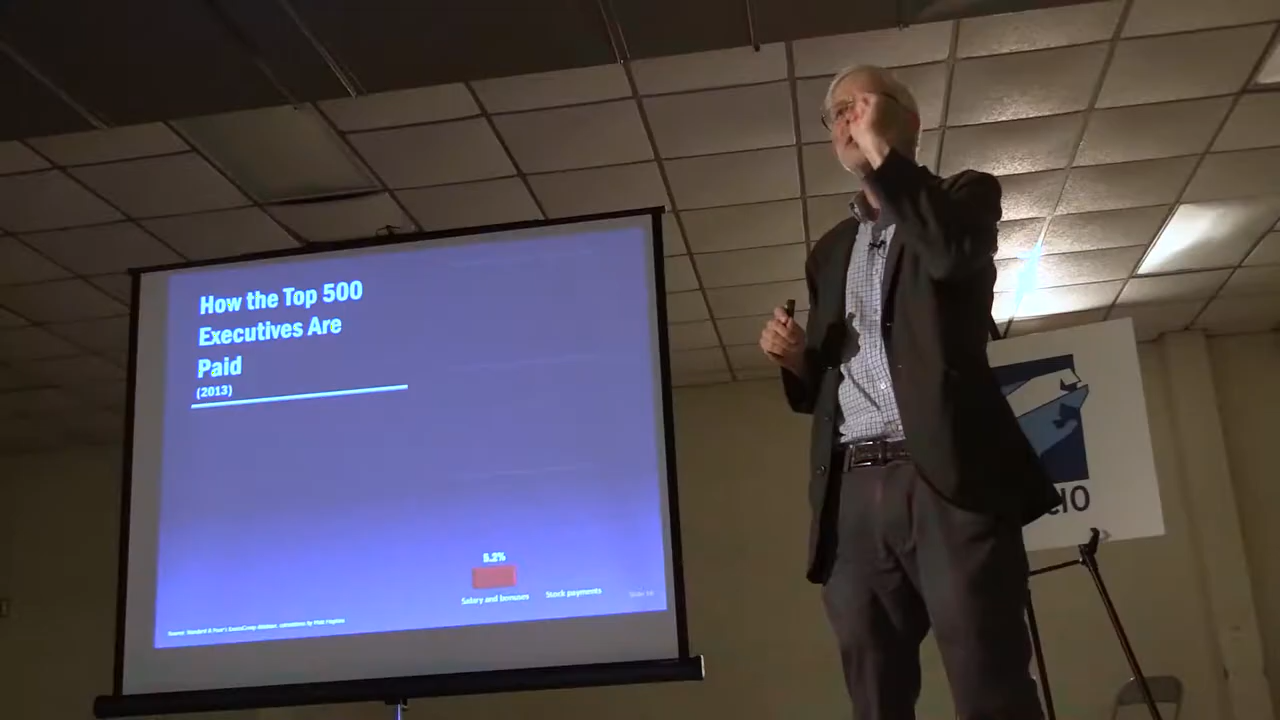 How the Top 500
Executives Are
Paid
(2013)
5.2%
Salary and bonuses
Stock payments